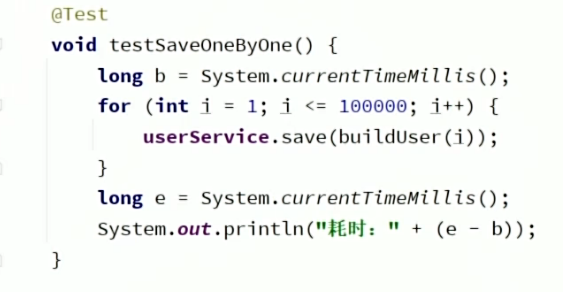 @Test
void testSaveOneByOne() {
    long b = System.currentTimeMillis();
    for (int i = 1; i <= 100000; i++) {
        userService.save(buildUser(i));
    }
    long e = System.currentTimeMillis();
    System.out.println("耗时：" + (e - b));
}